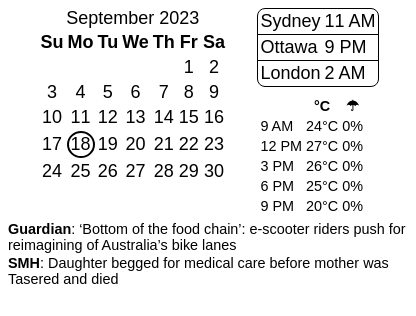 September 2023
Su Mo Tu We Th Fr Sa
1 2
3 4 5 6 7 8 9
10 11 12 13 14 15 16
17 18 19 20 21 22 23
24 25 26 27 28 29 30
Sydney 11 AM
Ottawa 9 PM
London 2 AM
°C ☂
9 AM 24°C 0%
12 PM 27°C 0%
3 PM 26°C 0%
6 PM 25°C 0%
9 PM 20°C 0%
Guardian: ‘Bottom of the food chain’: e-scooter riders push for
reimagining of Australia’s bike lanes
SMH: Daughter begged for medical care before mother was
Tasered and died